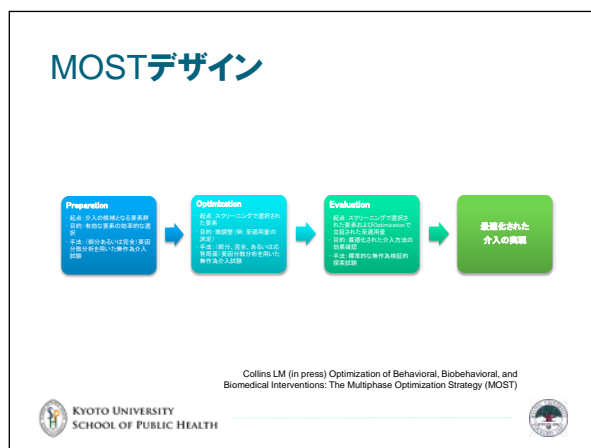 MOSTデザイン
Preparation
・起点：介入の候補となる要素群
・目的：有効な要素の効率的な選
択
・手法：（部分あるいは完全）要因
分散分析を用いた無作為介入
試験
Optimization
・起点：スクリーニングで選択され
た要素
・目的：微調整（例：至適用量の
決定）
・手法：（部分、完全、あるいは応
答局面）要因分散分析を用いた
無作為介入試験
Evaluation
・起点：スクリーニングで選択さ
れた要素およびOptimizationで
立証された至適用量
・目的：最適化された介入方法の
効果確認
・手法：標準的な無作為検証的
探索試験
最適化された
介入の実現
Collins LM (in press) Optimization of Behavioral, Biobehavioral, and
Biomedical Interventions: The Multiphase Optimization Strategy (MOST)
KYOTO UNIVERSITY
SCHOOL OF PUBLIC HEALTH